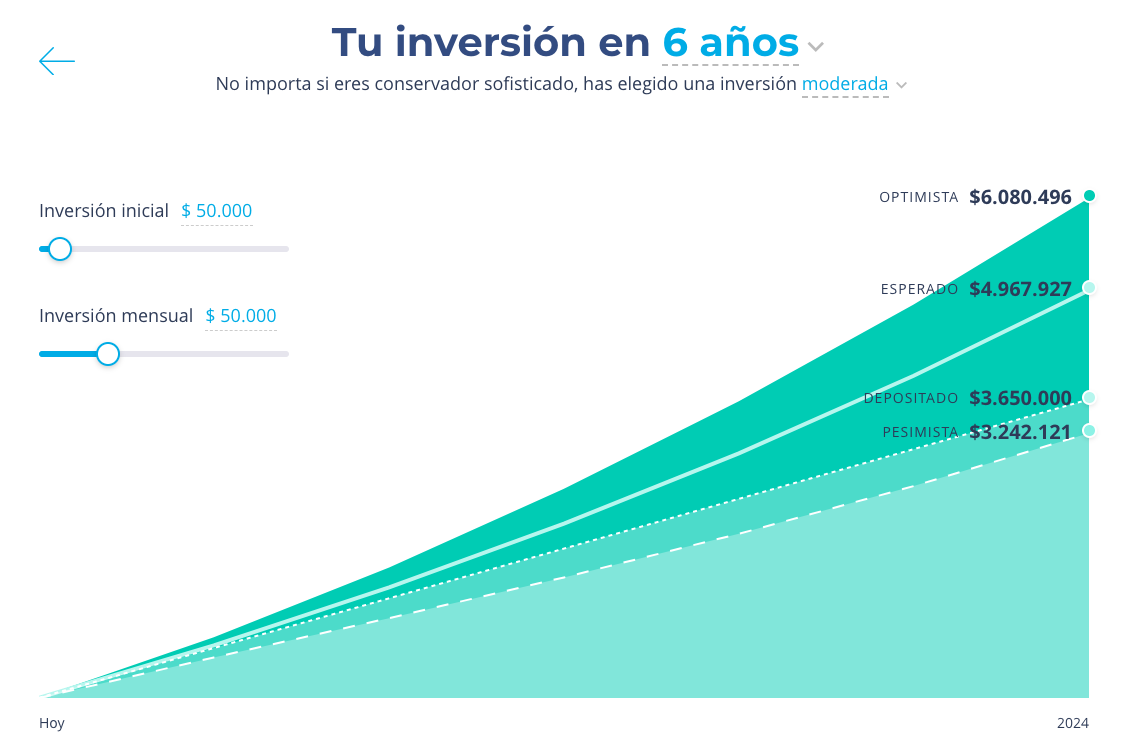 Tu inversión en 6 años
No importa si eres conservador sofisticado, has elegido una inversión moderada
Inversión inicial $ 50.000
Inversión mensual $ 50.000
OPTIMISTA $6.080.496
ESPERADO $4.967.927
DEPOSITADO $3.650.000
PESIMISTA $3.242.121
Hoy
2024